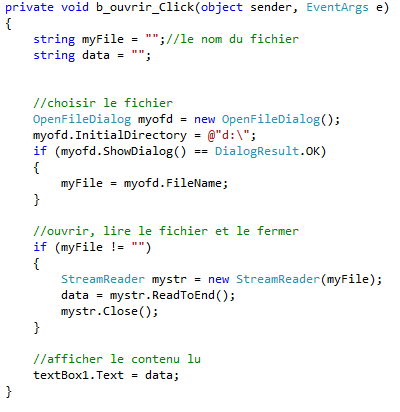 private void b_ouvrir_Click(object sender, EventArgs e)
{
    string myFile = "";//le nom du fichier
    string data = "";

    //choisir le fichier
    OpenFileDialog myofd = new OpenFileDialog();
    myofd.InitialDirectory = @"d:\";
    if (myofd.ShowDialog() == DialogResult.OK)
    {
        myFile = myofd.FileName;
    }

    //ouvrir, lire le fichier et le fermer
    if (myFile != "")
    {
        StreamReader mystr = new StreamReader(myFile);
        data = mystr.ReadToEnd();
        mystr.Close();
    }

    //afficher le contenu lu
    textBox1.Text = data;
}